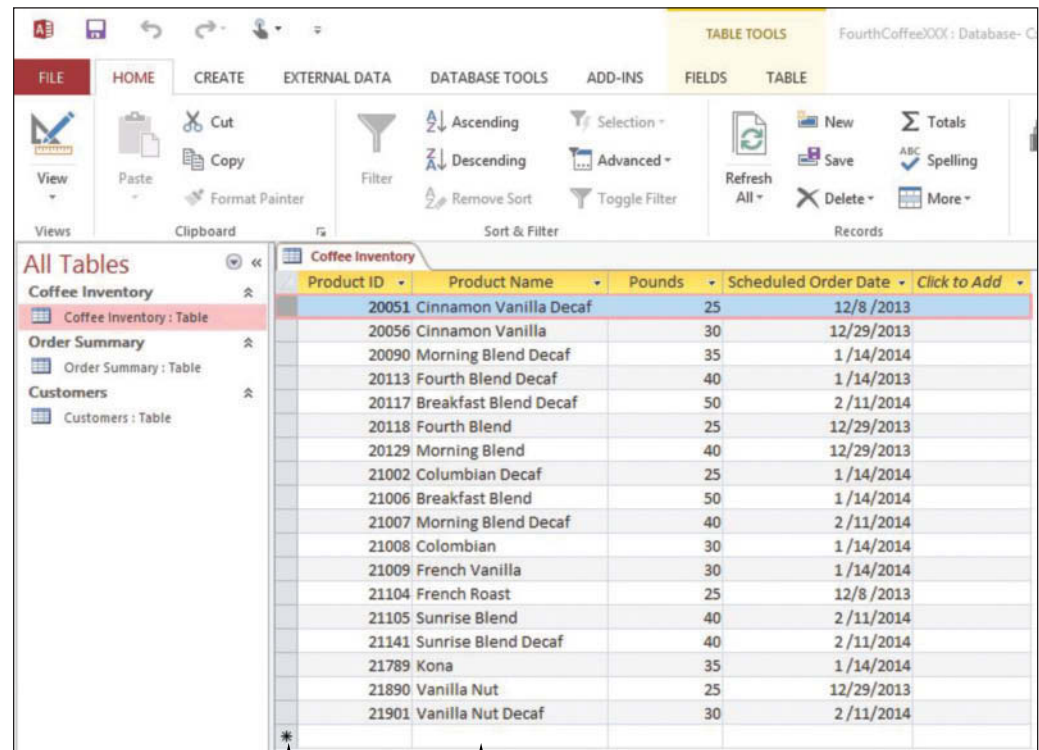 TABLE TOOLS FourthCoffeeXXX : Database- C
FILE HOME CREATE EXTERNAL DATA DATABASE TOOLS ADD-INS FIELDS TABLE
View
Views
Paste
Cut
Copy
Format Painter
Clipboard
Filter
Ascending
Descending
Remove Sort
Selection
Advanced
Toggle Filter
Sort & Filter
Refresh
All
New
Save
Delete
Totals
ABC Spelling
More
Records
All Tables
Coffee Inventory
Coffee Inventory : Table
Order Summary
Order Summary : Table
Customers
Customers : Table
Coffee Inventory
Product ID Product Name Pounds Scheduled Order Date Click to Add
20051 Cinnamon Vanilla Decaf 25 12/8 /2013
20056 Cinnamon Vanilla 30 12/29/2013
20090 Morning Blend Decaf 35 1 /14/2014
20113 Fourth Blend Decaf 40 1 /14/2013
20117 Breakfast Blend Decaf 50 2 /11/2014
20118 Fourth Blend 25 12/29/2013
20129 Morning Blend 40 12/29/2013
21002 Columbian Decaf 25 1 /14/2014
21006 Breakfast Blend 50 1 /14/2014
21007 Morning Blend Decaf 40 2 /11/2014
21008 Colombian 30 1 /14/2014
21009 French Vanilla 30 1 /14/2014
21104 French Roast 25 12/8 /2013
21105 Sunrise Blend 40 2 /11/2014
21141 Sunrise Blend Decaf 40 2 /11/2014
21789 Kona 35 1 /14/2014
21890 Vanilla Nut 25 12/29/2013
21901 Vanilla Nut Decaf 30 2 /11/2014